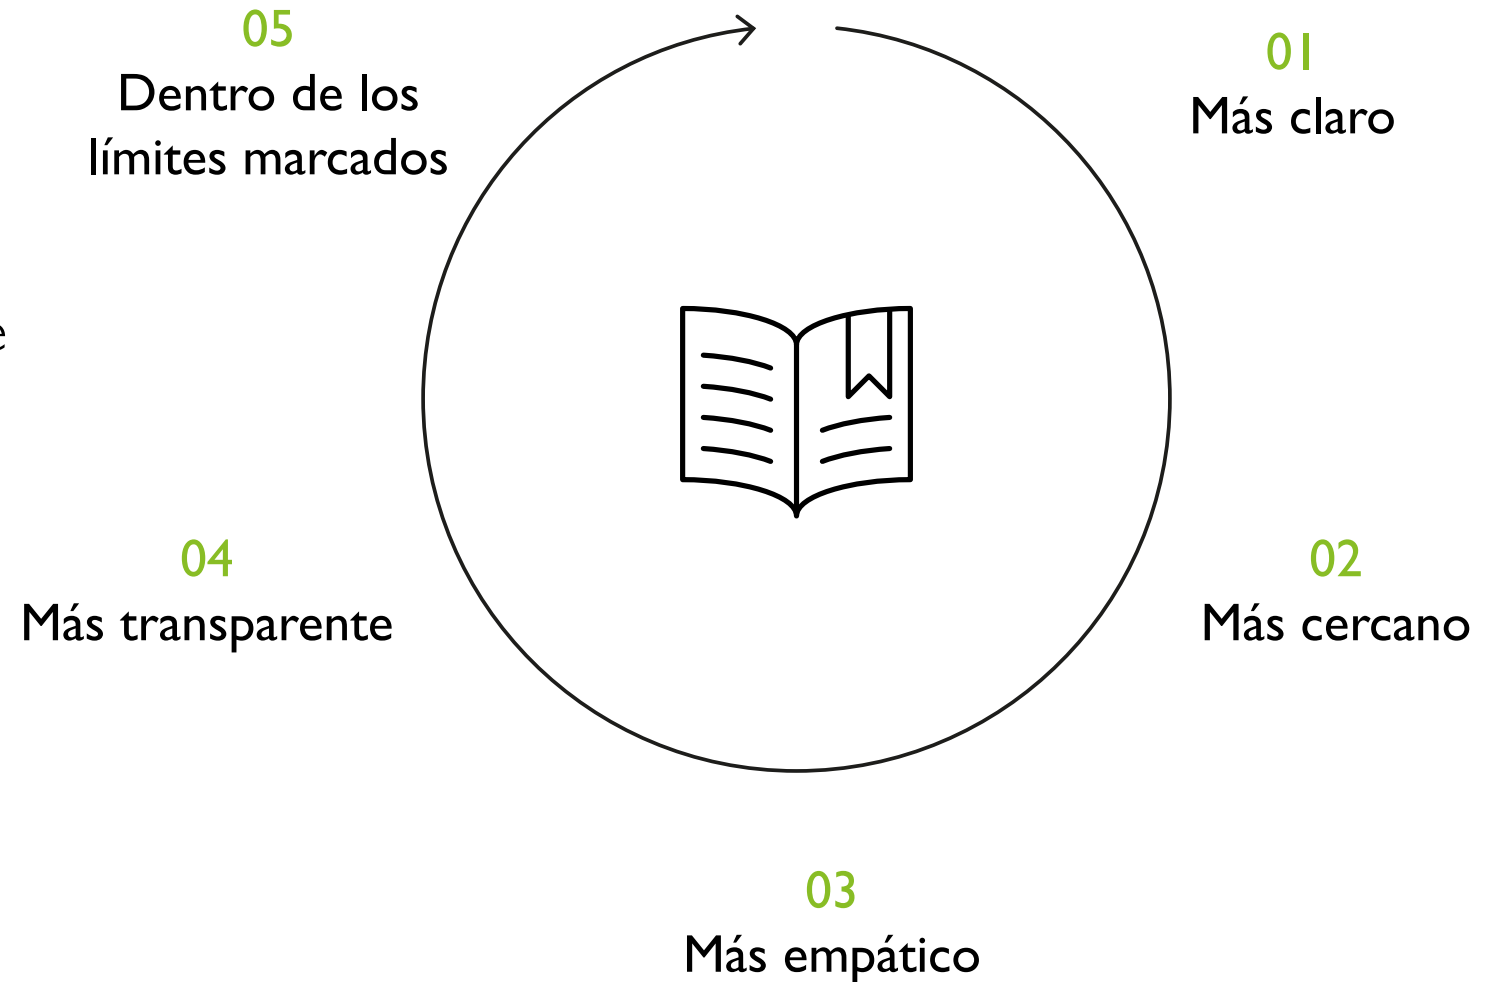 01
Más claro
02
Más cercano
03
Más empático
04
Más transparente
05
Dentro de los
límites marcados